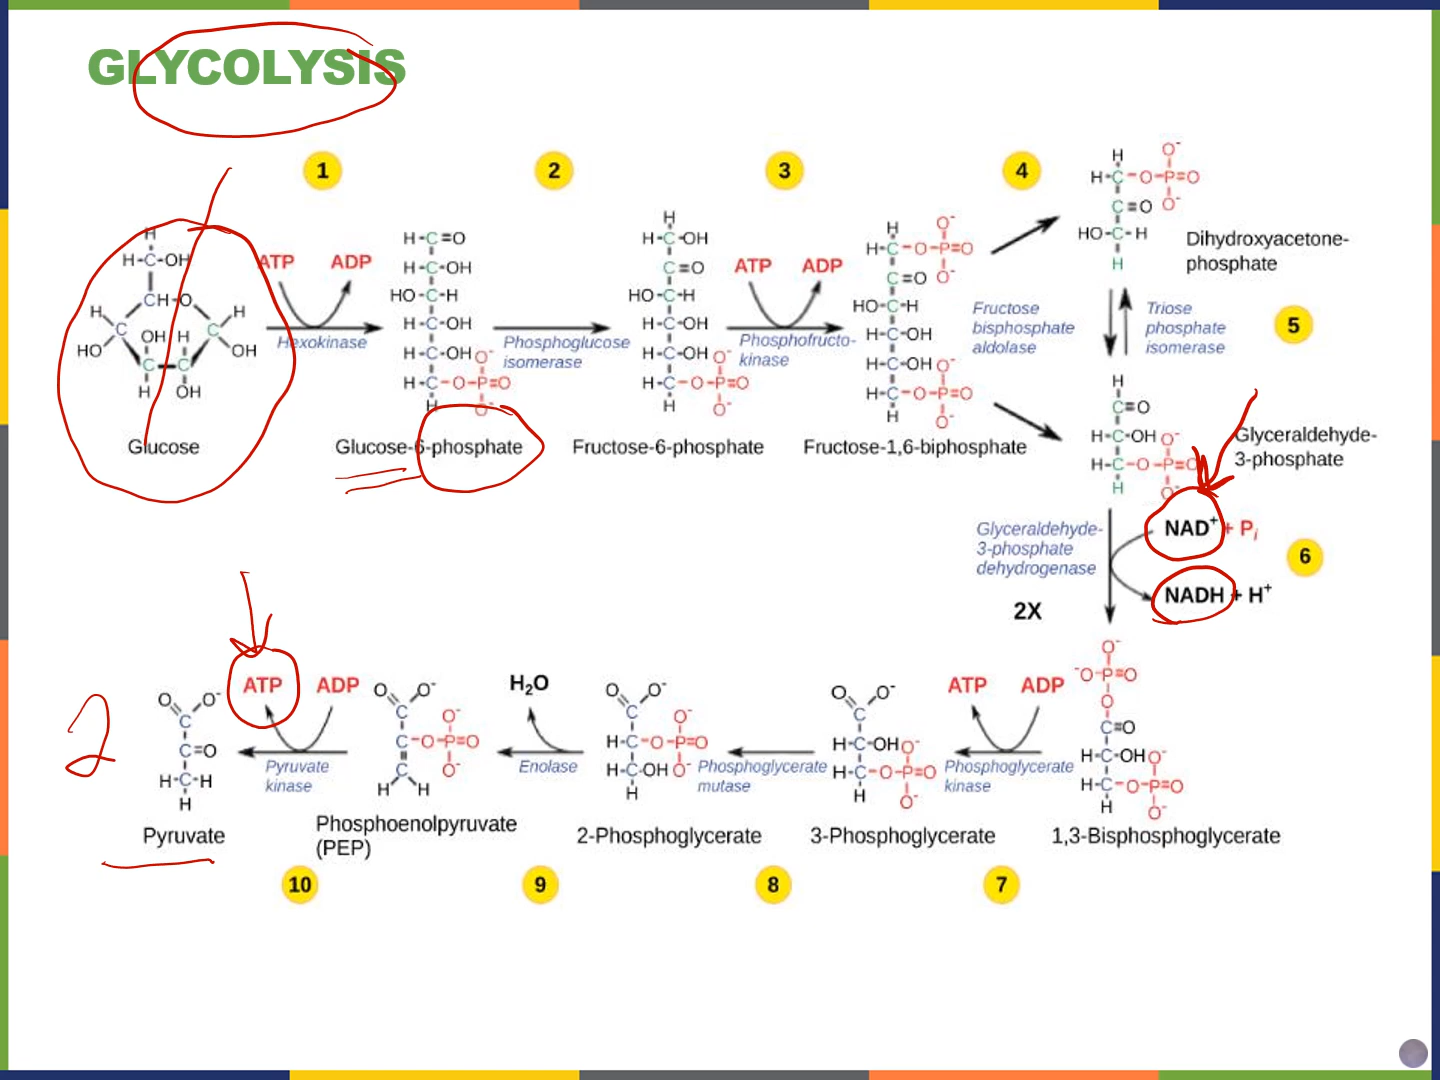 GLYCOLYSIS
1
2
3
4
ATP ADP
Hexokinase
Glucose
Glucose-6-phosphate
Phosphoglucose
isomerase
Fructose-6-phosphate
ATP ADP
Phosphofructo-
kinase
Fructose-1,6-biphosphate
Fructose
bisphosphate
aldolase
Dihydroxyacetone-
phosphate
Triose
phosphate
isomerase
5
Glyceraldehyde-
3-phosphate
Glyceraldehyde-
3-phosphate
dehydrogenase
NAD+ + Pi
6
NADH + H+
2X
2
ATP ADP
Pyruvate
kinase
Pyruvate
Phosphoenolpyruvate
(PEP)
H2O
Enolase
2-Phosphoglycerate
Phosphoglycerate
mutase
3-Phosphoglycerate
ATP ADP
Phosphoglycerate
kinase
1,3-Bisphosphoglycerate
10
9
8
7